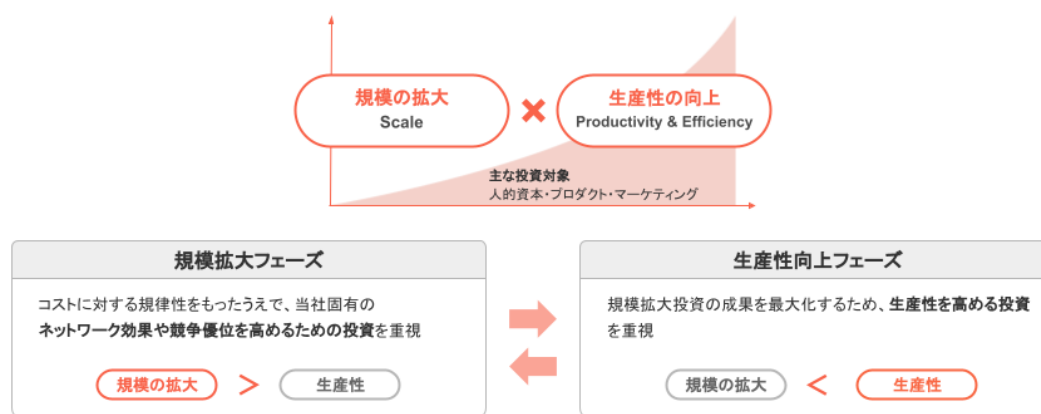 規模の拡大
Scale
×
生産性の向上
Productivity & Efficiency
主な投資対象
人的資本・プロダクト・マーケティング
規模拡大フェーズ
コストに対する規律性をもったうえで、当社固有の
ネットワーク効果や競争優位を高めるための投資を重視
規模の拡大 > 生産性
生産性向上フェーズ
規模拡大投資の成果を最大化するため、生産性を高める投資
を重視
規模の拡大 < 生産性